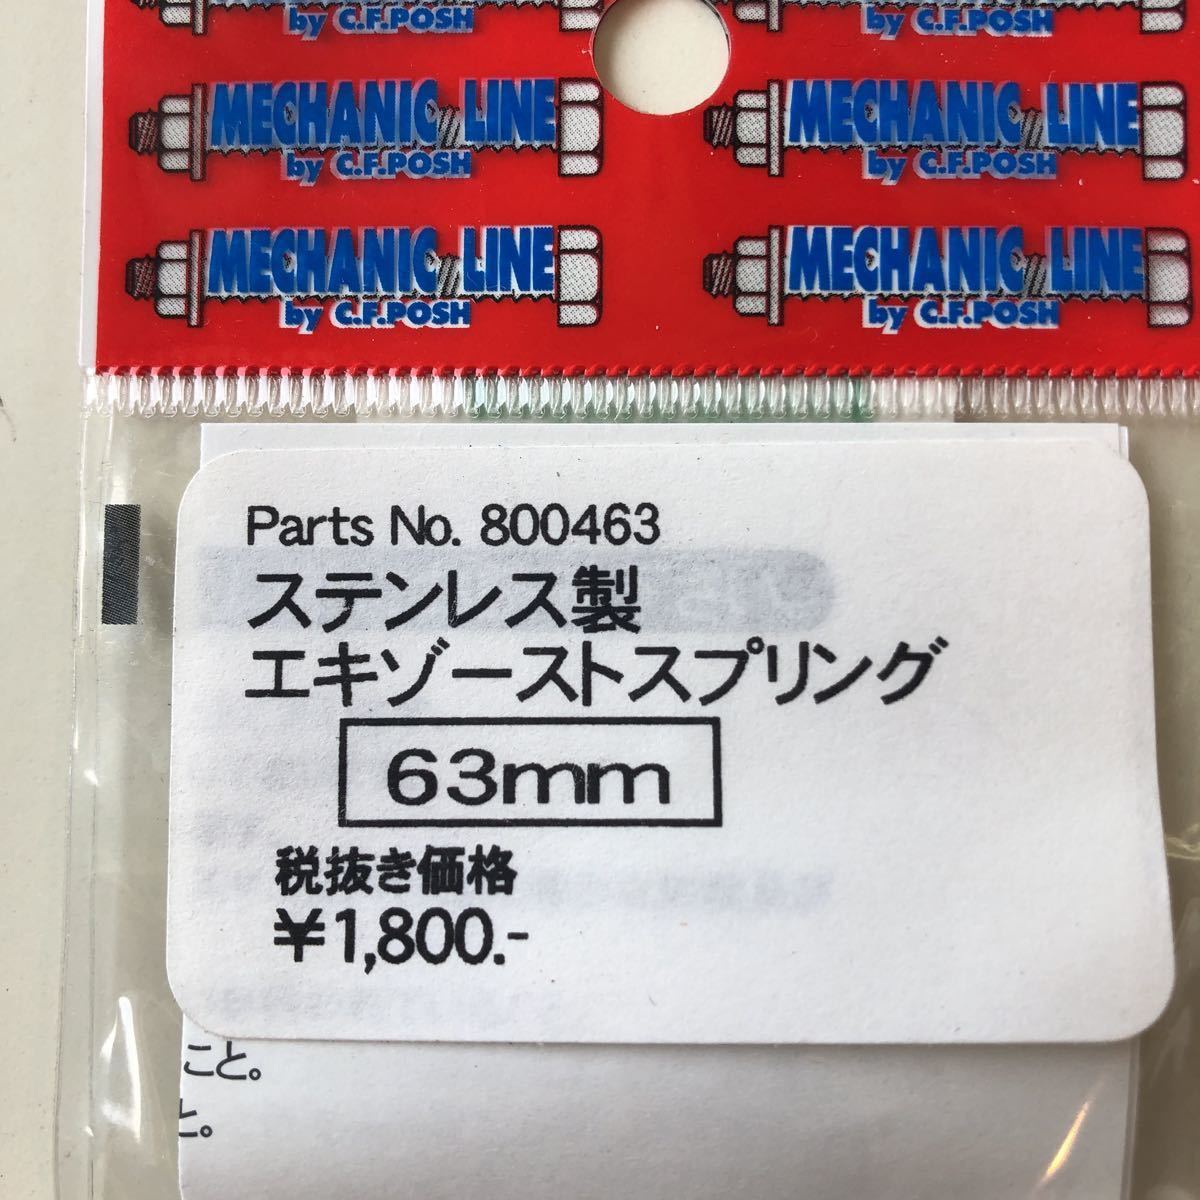 by C.F.POSH
by C.F.POSH
MECHANIC LINE
by C.F.POSH
MECHANIC LINE
by C.F.POSH
MECHANIC LINE
by C.F.POSH
MECHANIC LINE
by C.F.POSH
Parts No. 800463
ステンレス製
エキゾーストスプリング
63mm
税抜き価格
¥1,800.-
こと。
と。